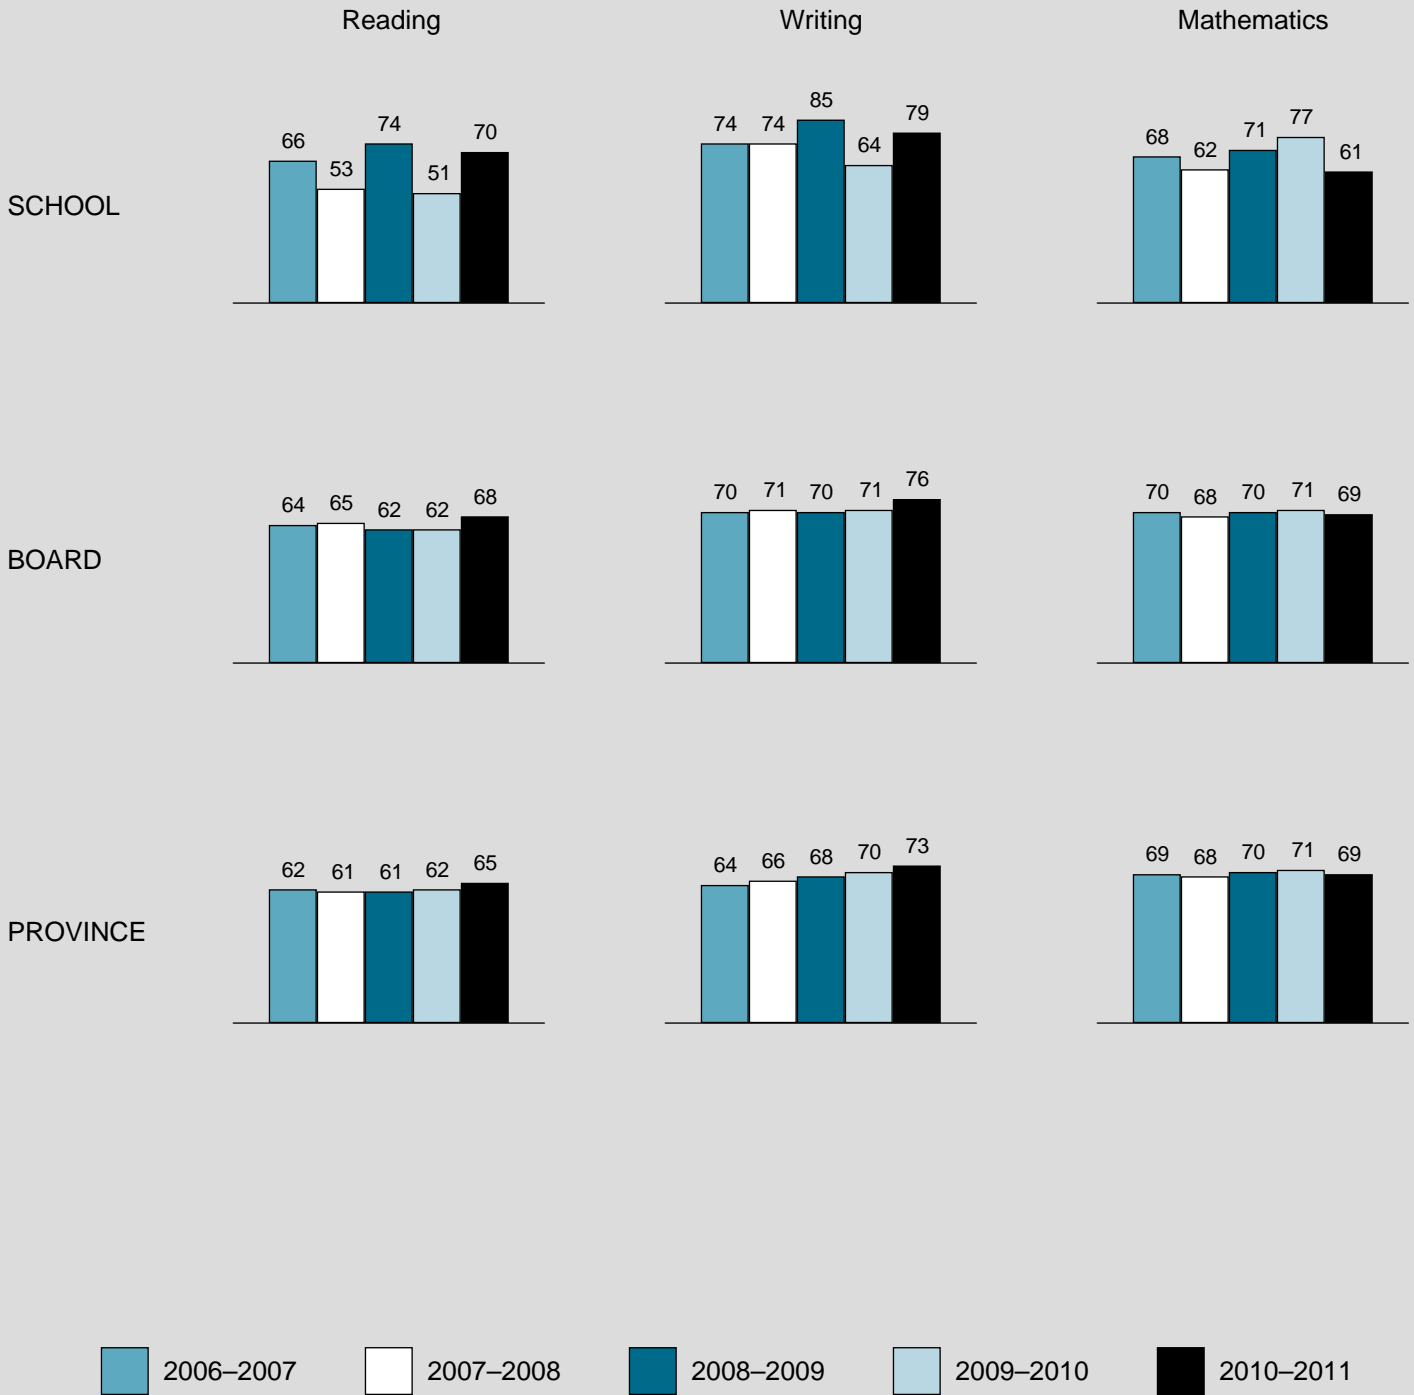 Reading Writing Mathematics
66 53 74 51 70
74 74 85 64 79
68 62 71 77 61
SCHOOL
64 65 62 62 68
70 71 70 71 76
70 68 70 71 69
BOARD
62 61 61 62 65
64 66 68 70 73
69 68 70 71 69
PROVINCE
2006–2007 2007–2008 2008–2009 2009–2010 2010–2011